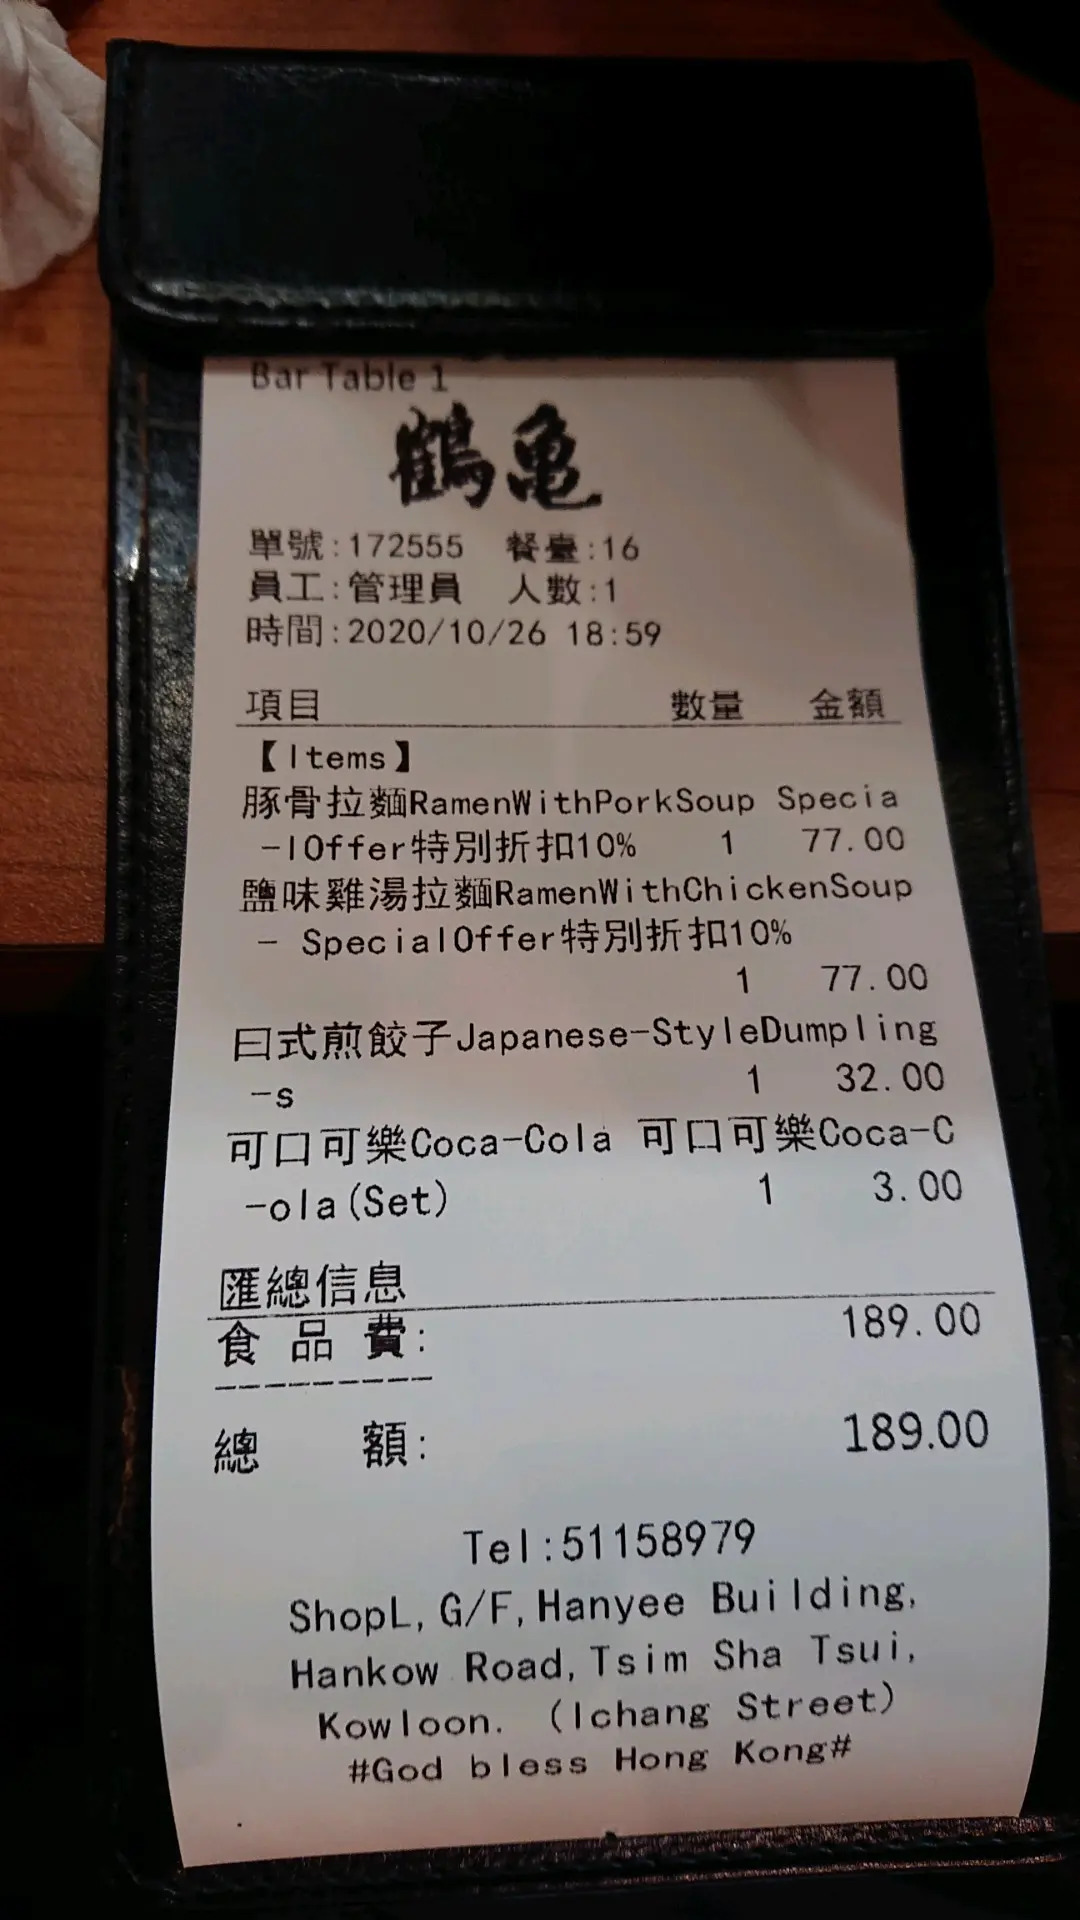 Bar Table 1
鶴亀
單號:172555 餐臺:16
員工:管理員 人數:1
時間:2020/10/26 18:59
項目 數量 金額
【Items】
豚骨拉麵RamenWithPorkSoup Specia
-lOffer特別折扣10% 1 77.00
鹽味雞湯拉麵RamenWithChickenSoup
- SpecialOffer特別折扣10%
1 77.00
日式煎餃子Japanese-StyleDumpling
-s 1 32.00
可口可樂Coca-Cola 可口可樂Coca-C
-ola(Set) 1 3.00
匯總信息
食品費: 189.00
---------
總額: 189.00
Tel:51158979
ShopL,G/F,Hanyee Building,
Hankow Road,Tsim Sha Tsui,
Kowloon. (Ichang Street)
#God bless Hong Kong#